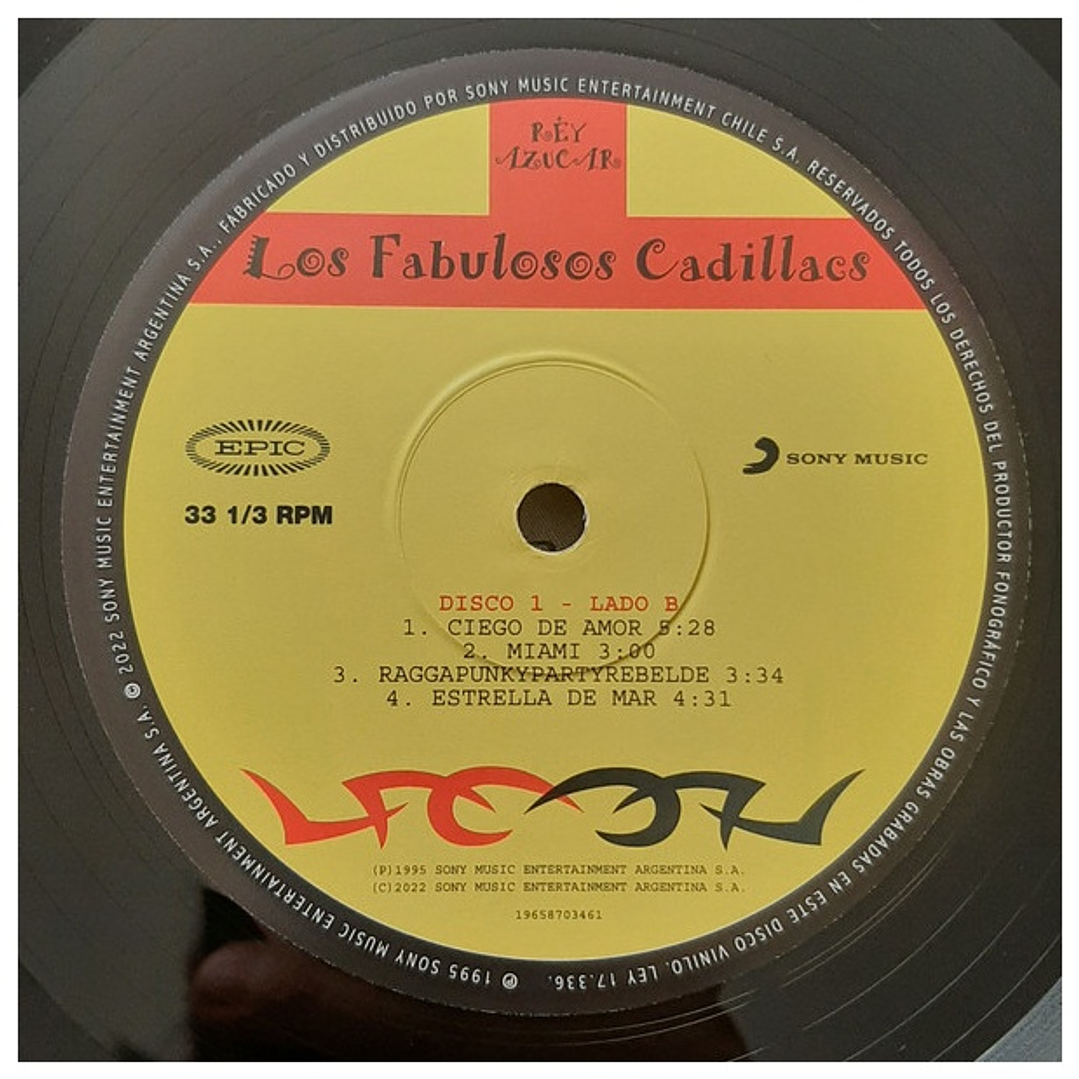 RÉY
AZUCAR
Los Fabulosos Cadillacs
EPIC
SONY MUSIC
33 1/3 RPM
DISCO 1 - LADO B
1. CIEGO DE AMOR 5:28
2. MIAMI 3:00
3. RAGGAPUNKYPARTYREBELDE 3:34
4. ESTRELLA DE MAR 4:31
LFC
(P)1995 SONY MUSIC ENTERTAINMENT ARGENTINA S.A.
(C)2022 SONY MUSIC ENTERTAINMENT ARGENTINA S.A.
19658703461
℗ 1995 SONY MUSIC ENTERTAINMENT ARGENTINA S.A. © 2022 SONY MUSIC ENTERTAINMENT ARGENTINA S.A., FABRICADO Y DISTRIBUIDO POR SONY MUSIC ENTERTAINMENT CHILE S.A. RESERVADOS TODOS LOS DERECHOS DEL PRODUCTOR FONOGRÁFICO Y LAS OBRAS GRABADAS EN ESTE DISCO VINILO. LEY 17.336.